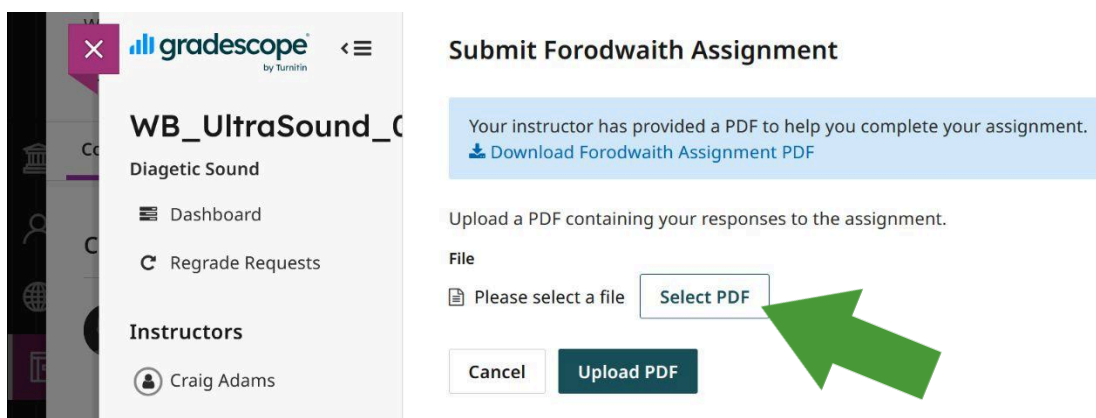 gradescope
by Turnitin
WB_UltraSound_0
Diagetic Sound
Dashboard
Regrade Requests
Instructors
Craig Adams
Submit Forodwaith Assignment
Your instructor has provided a PDF to help you complete your assignment.
Download Forodwaith Assignment PDF
Upload a PDF containing your responses to the assignment.
File
Please select a file Select PDF
Cancel Upload PDF